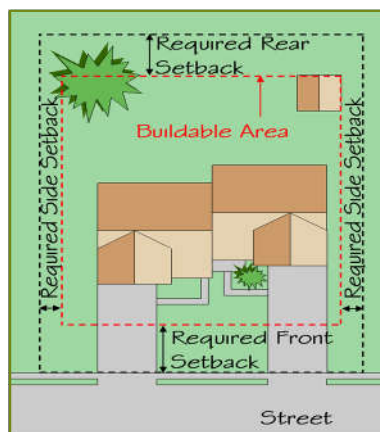 Required Rear
Setback
Buildable Area
Required Side Setback
Required Side Setback
Required Front
Setback
Street